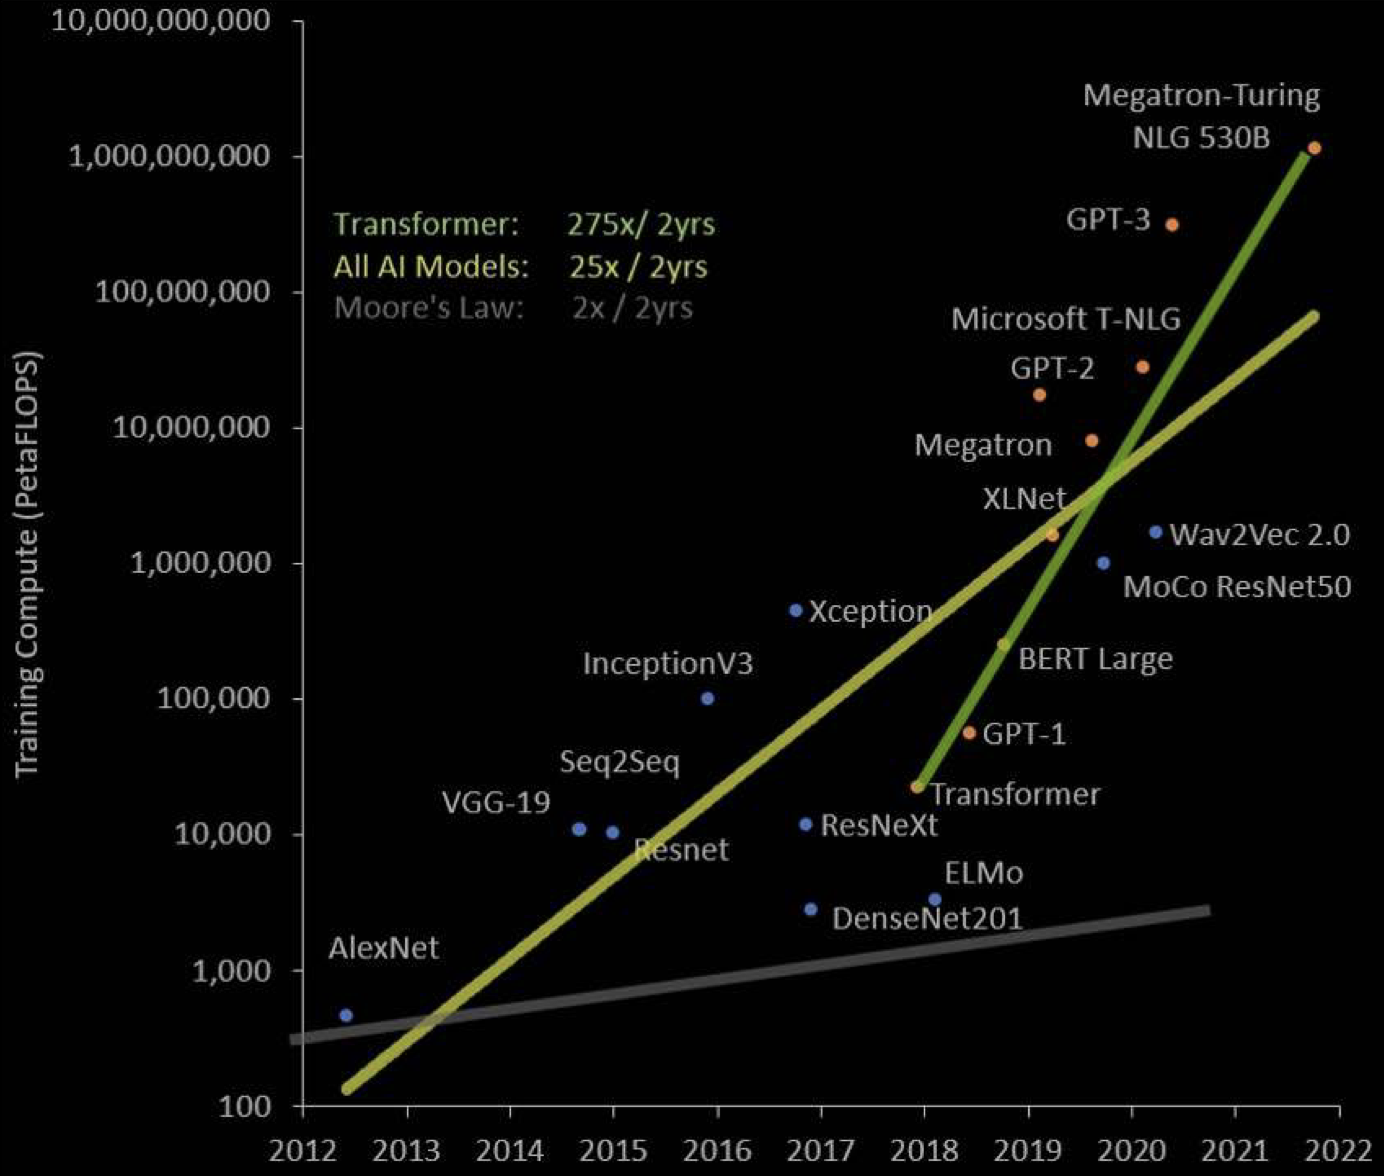 10,000,000,000
1,000,000,000
100,000,000
10,000,000
1,000,000
100,000
10,000
1,000
100
Training Compute (PetaFLOPS)
Transformer: 275x/ 2yrs
All AI Models: 25x / 2yrs
Moore's Law: 2x / 2yrs
Megatron-Turing
NLG 530B
GPT-3
Microsoft T-NLG
GPT-2
Megatron
XLNet
Wav2Vec 2.0
MoCo ResNet50
Xception
InceptionV3
BERT Large
GPT-1
Seq2Seq
VGG-19
Transformer
Resnet
ResNeXt
ELMo
DenseNet201
AlexNet
2012 2013 2014 2015 2016 2017 2018 2019 2020 2021 2022